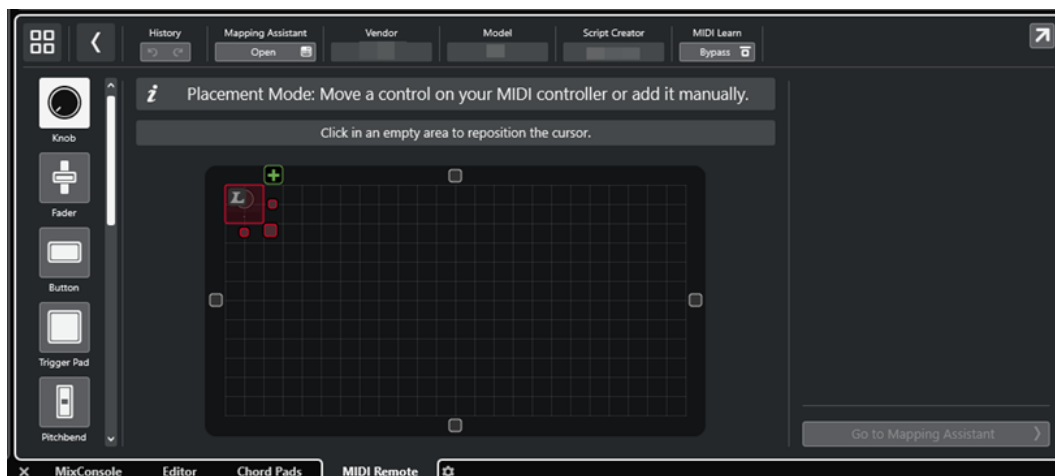 History
Mapping Assistant
Vendor
Model
Script Creator
MIDI Learn
Open
Bypass
i Placement Mode: Move a control on your MIDI controller or add it manually.
Click in an empty area to reposition the cursor.
L
Knob
Fader
Button
Trigger Pad
Pitchbend
Go to Mapping Assistant
MixConsole
Editor
Chord Pads
MIDI Remote